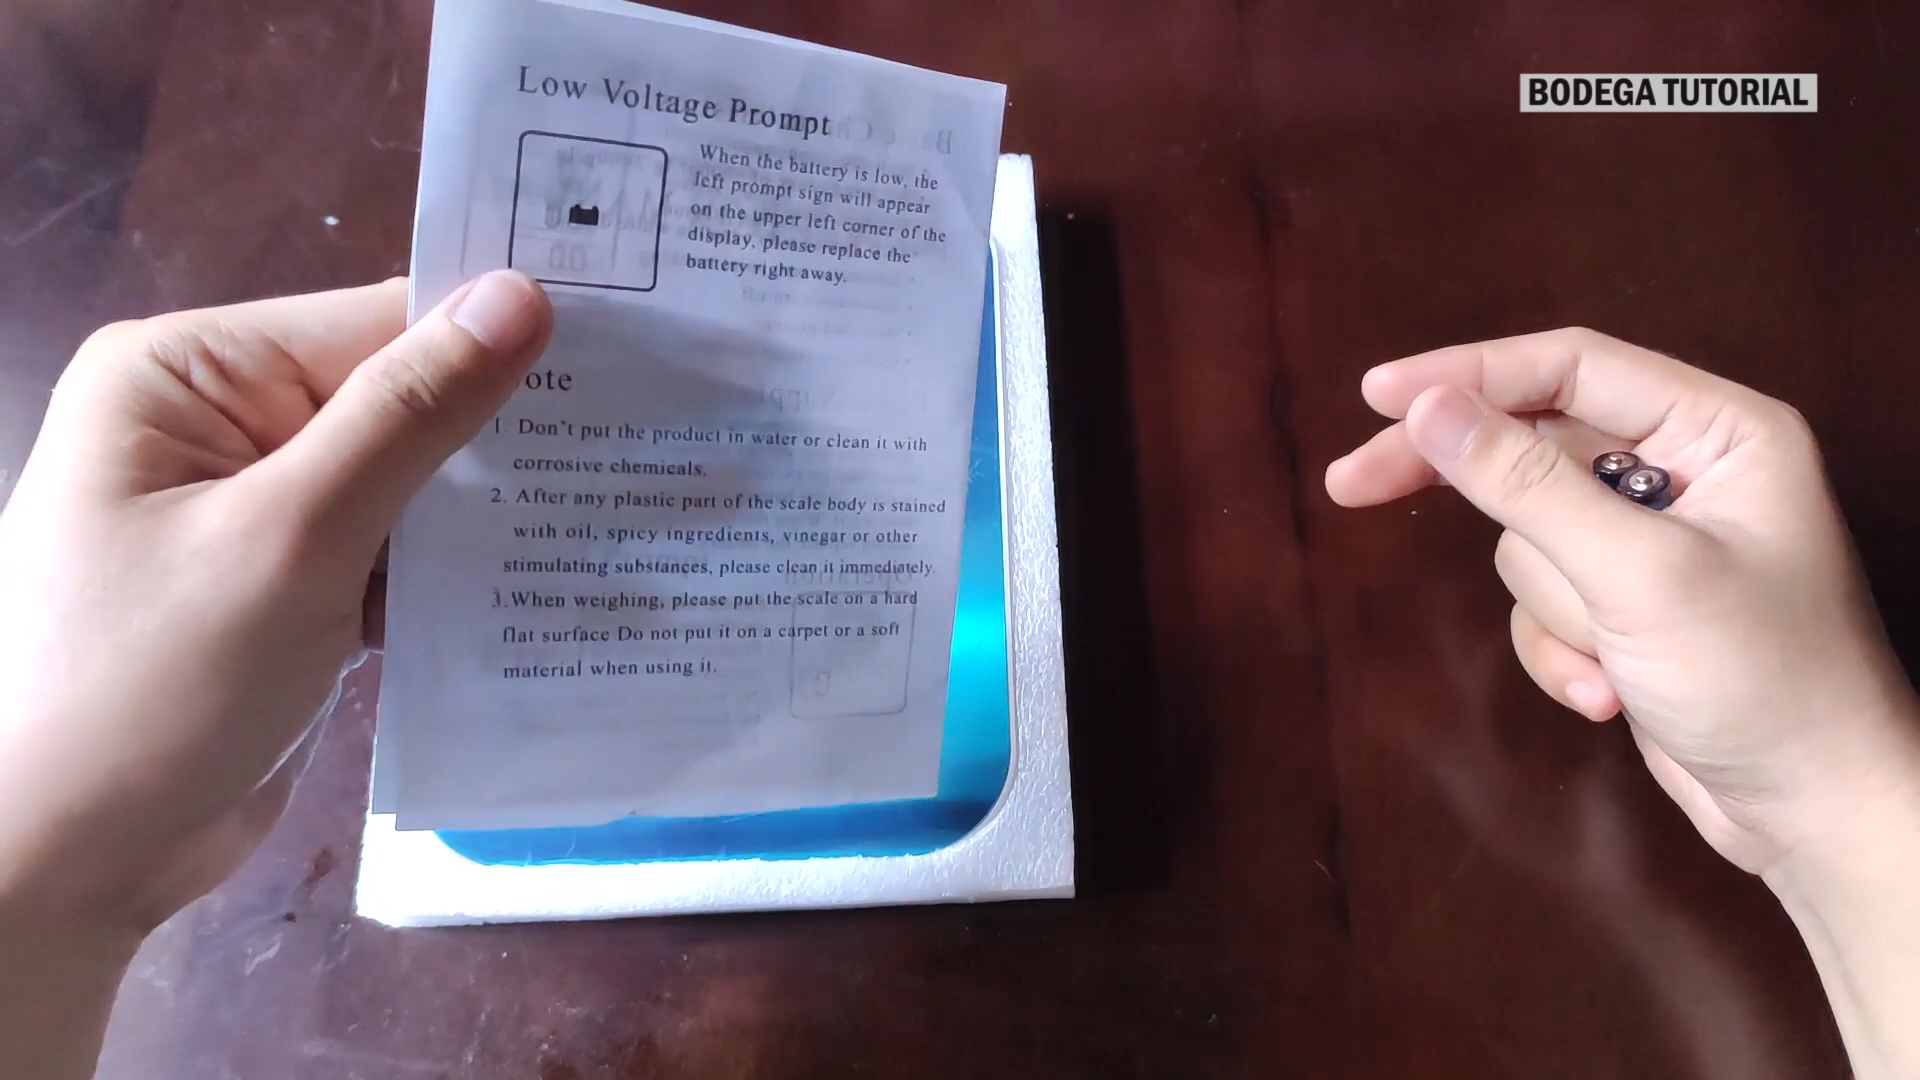 BODEGA TUTORIAL
Low Voltage Prompt
When the battery is low, the
left prompt sign will appear
on the upper left corner of the
display, please replace the
battery right away.
ote
1. Don't put the product in water or clean it with
corrosive chemicals.
2. After any plastic part of the scale body is stained
with oil, spicy ingredients, vinegar or other
stimulating substances, please clean it immediately.
3.When weighing, please put the scale on a hard
flat surface Do not put it on a carpet or a soft
material when using it.